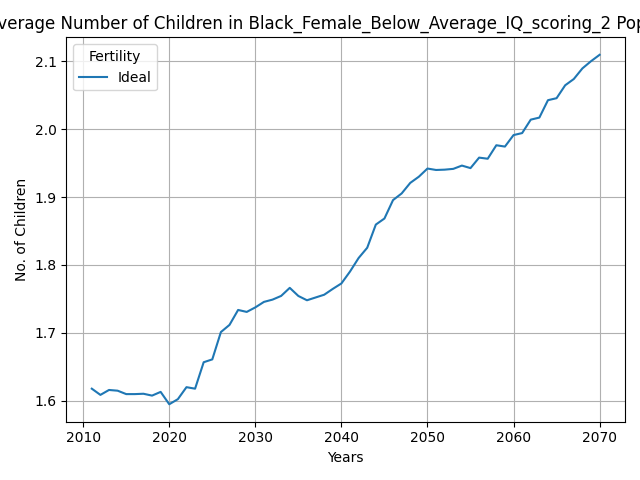 verage Number of Children in Black_Female_Below_Average_IQ_scoring_2 Pop
Fertility
Ideal
2.1
2.0
1.9
1.8
1.7
1.6
No. of Children
2010 2020 2030 2040 2050 2060 2070
Years